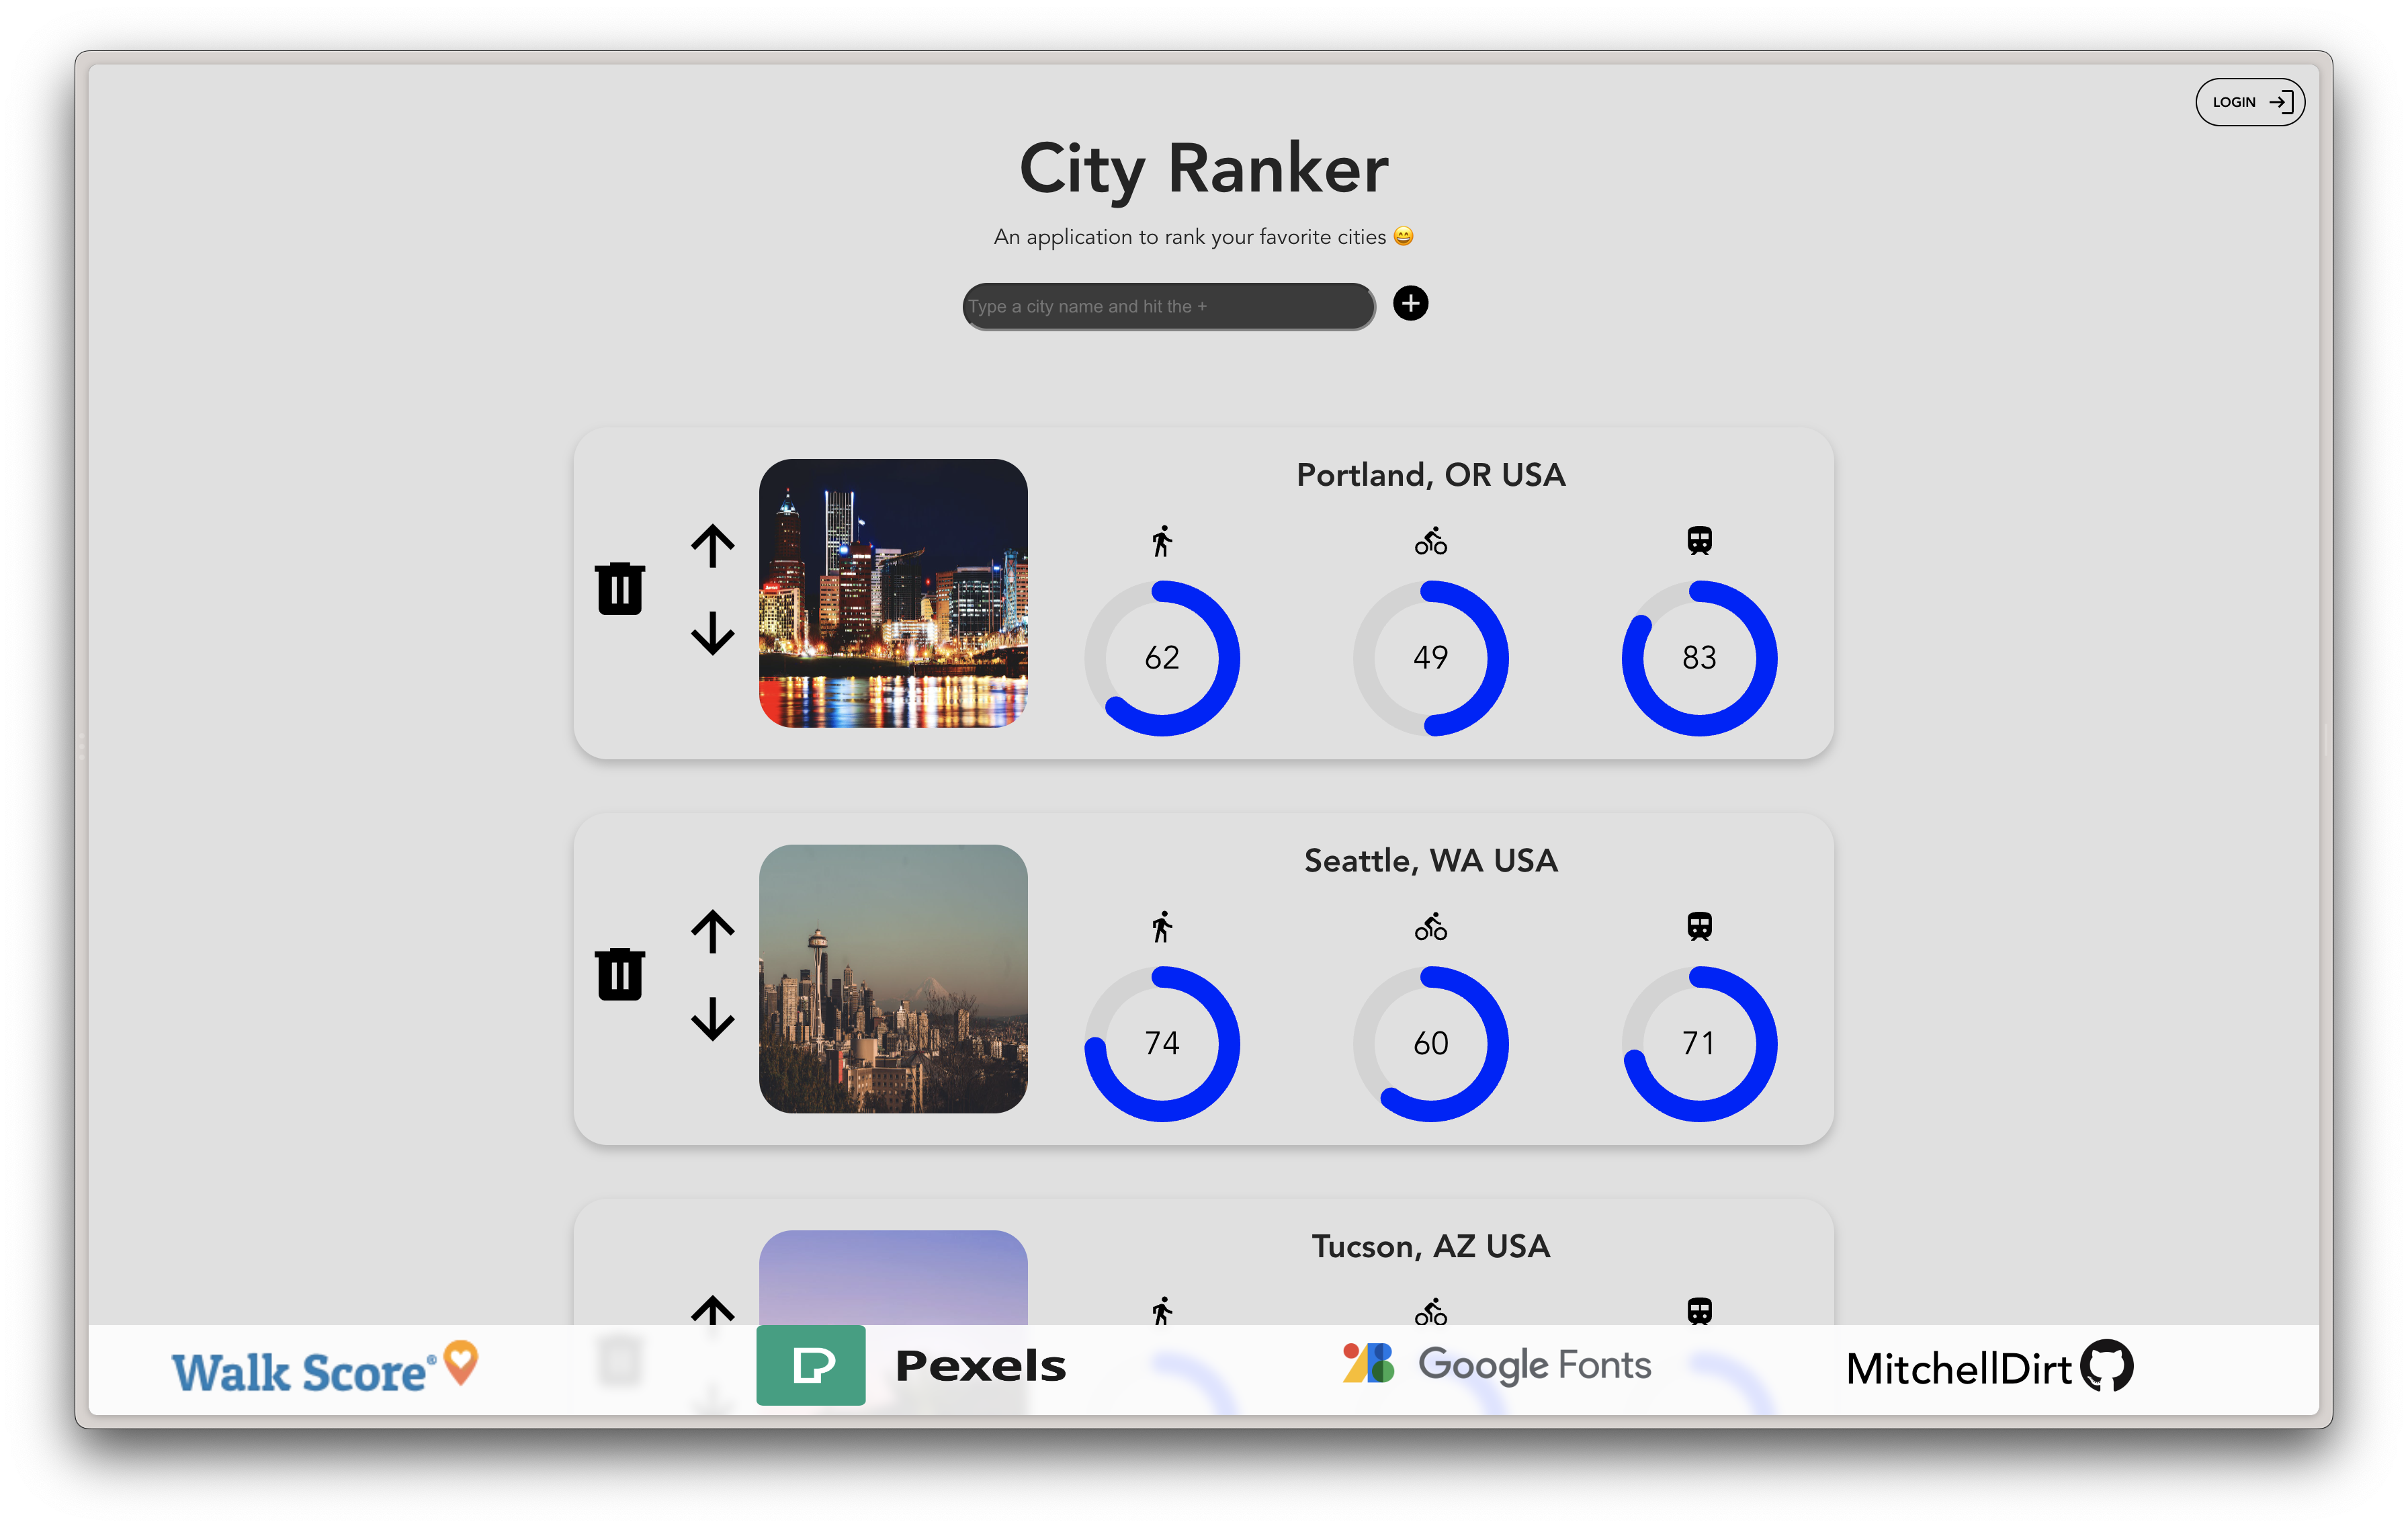 LOGIN
City Ranker
An application to rank your favorite cities 😄
Type a city name and hit the +
Portland, OR USA
62
49
83
Seattle, WA USA
74
60
71
Tucson, AZ USA
Walk Score®
Pexels
Google Fonts
MitchellDirt